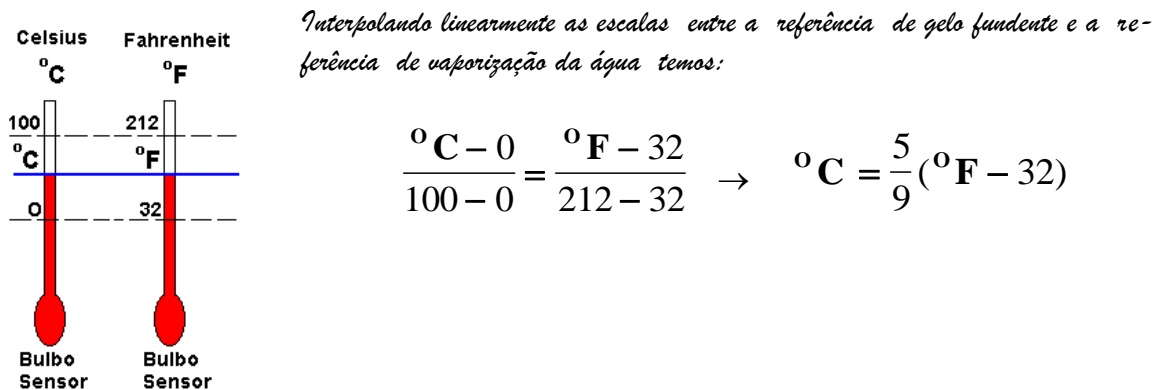 Interpolando linearmente as escalas entre a referência de gelo fundente e a re-
ferência de vaporização da água temos:
Celsius Fahrenheit
°C °F
100 212
°C °F
0 32
Bulbo Bulbo
Sensor Sensor
(°C − 0)/(100 − 0) = (°F − 32)/(212 − 32) → °C = 5/9 (°F − 32)